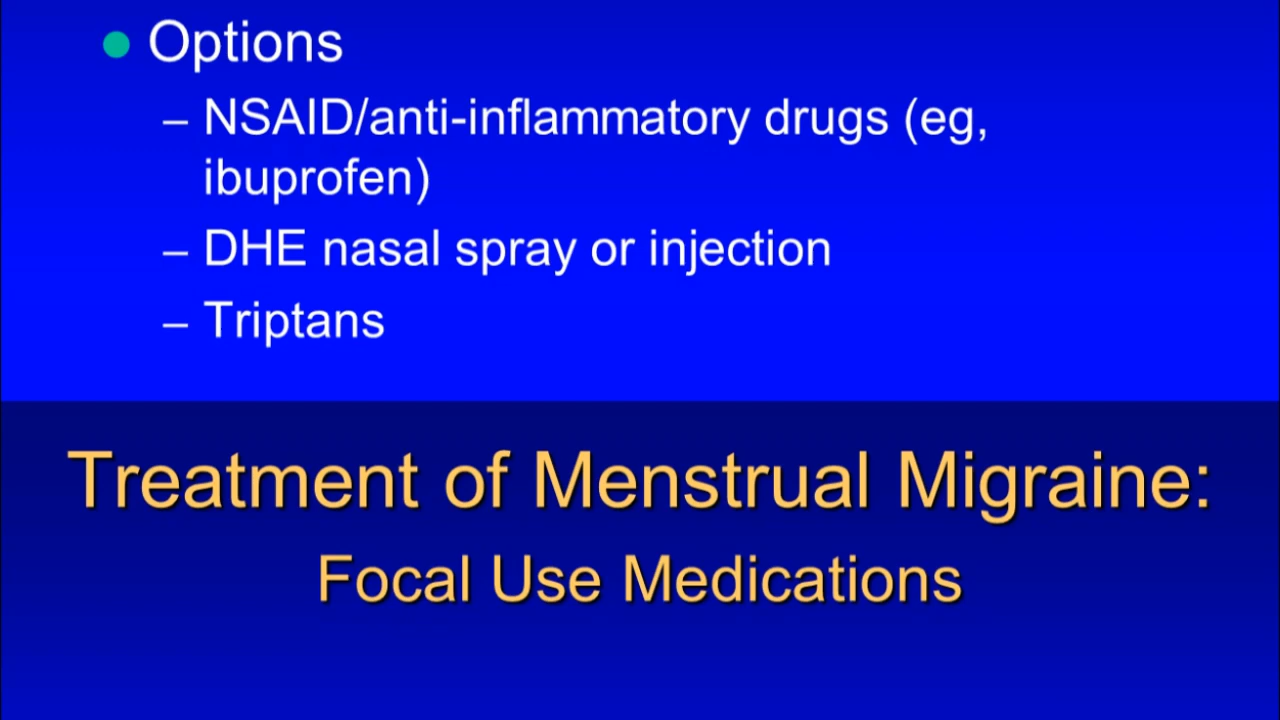 Options
– NSAID/anti-inflammatory drugs (eg,
ibuprofen)
– DHE nasal spray or injection
– Triptans
Treatment of Menstrual Migraine:
Focal Use Medications